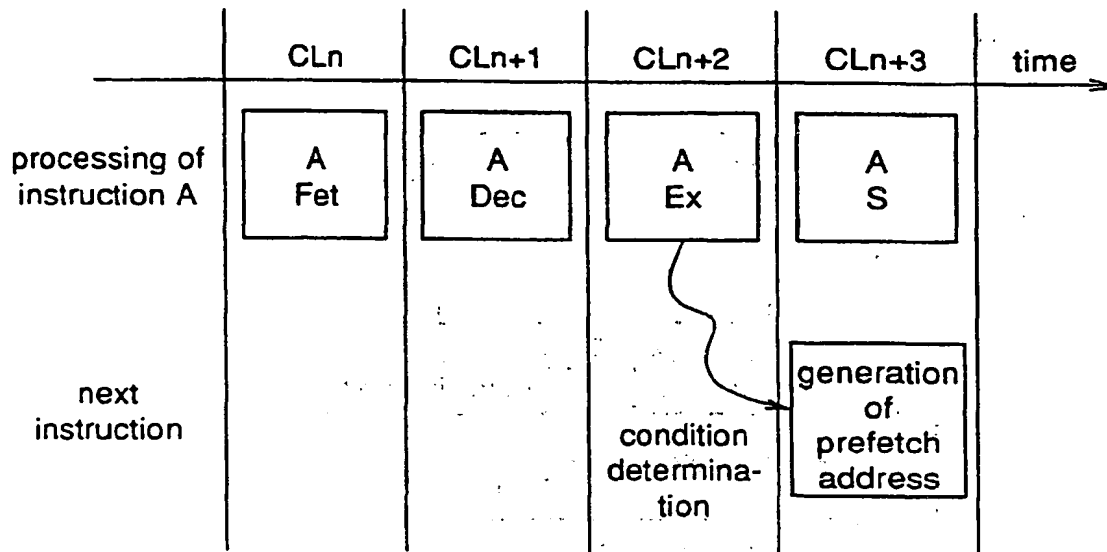 CLn CLn+1 CLn+2 CLn+3 time
processing of
instruction A
A
Fet
A
Dec
A
Ex
A
S
next
instruction
condition
determina-
tion
generation
of
prefetch
address